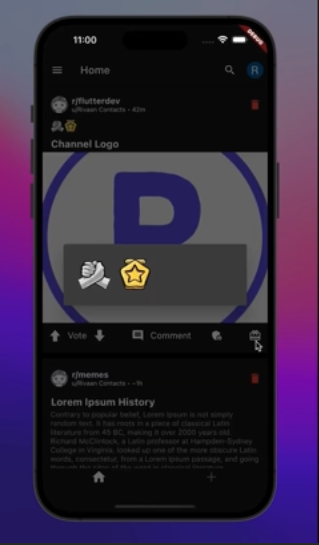 11:00
DEBUG
Home
R
r/flutterdev
u/Rivaan Contacts • 42m
Channel Logo
R
Vote
Comment
r/memes
u/Rivaan Contacts • ~1h
Lorem Ipsum History
Contrary to popular belief, Lorem Ipsum is not simply
random text. It has roots in a piece of classical Latin
literature from 45 BC, making it over 2000 years old.
Richard McClintock, a Latin professor at Hampden-Sydney
College in Virginia, looked up one of the more obscure Latin
words, consectetur, from a Lorem Ipsum passage, and going